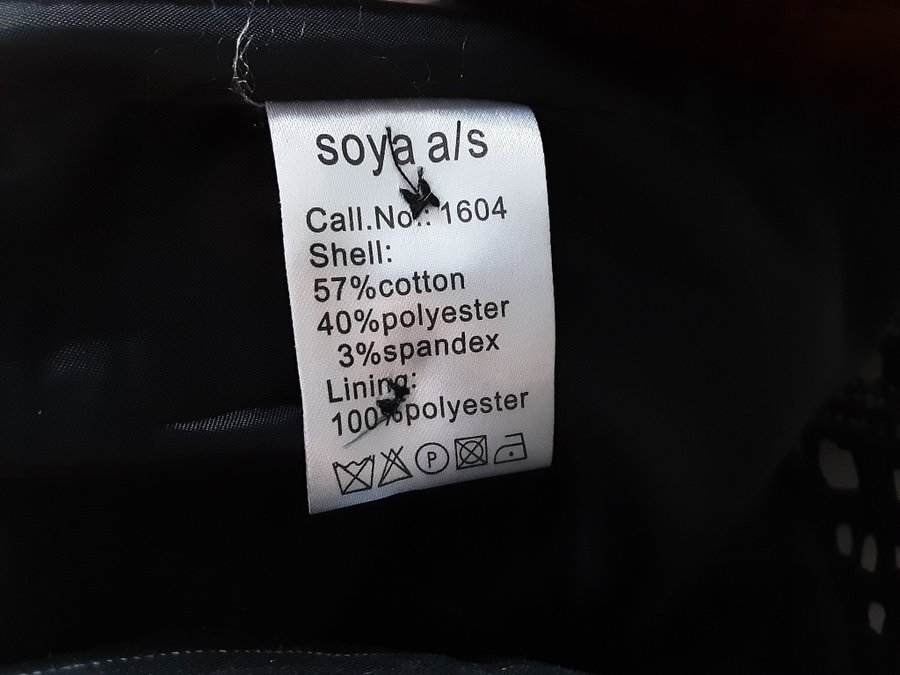 soya a/s
Call.No.: 1604
Shell:
57%cotton
40%polyester
3%spandex
Lining:
100%polyester
P